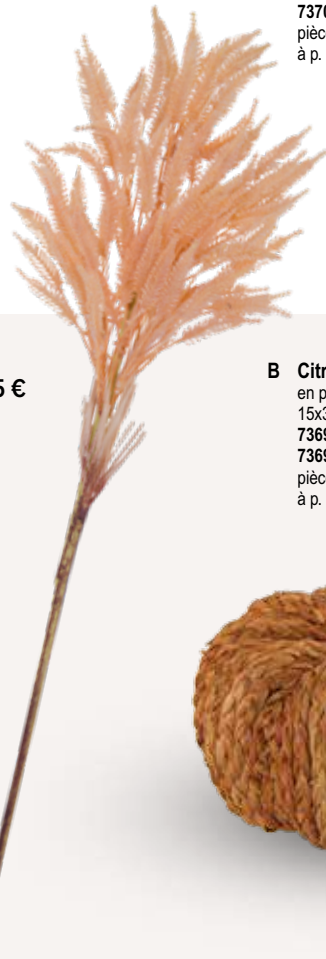 7370
pièc
à p.
5 €
B Citr
en p
15x3
7369
7369
pièc
à p.